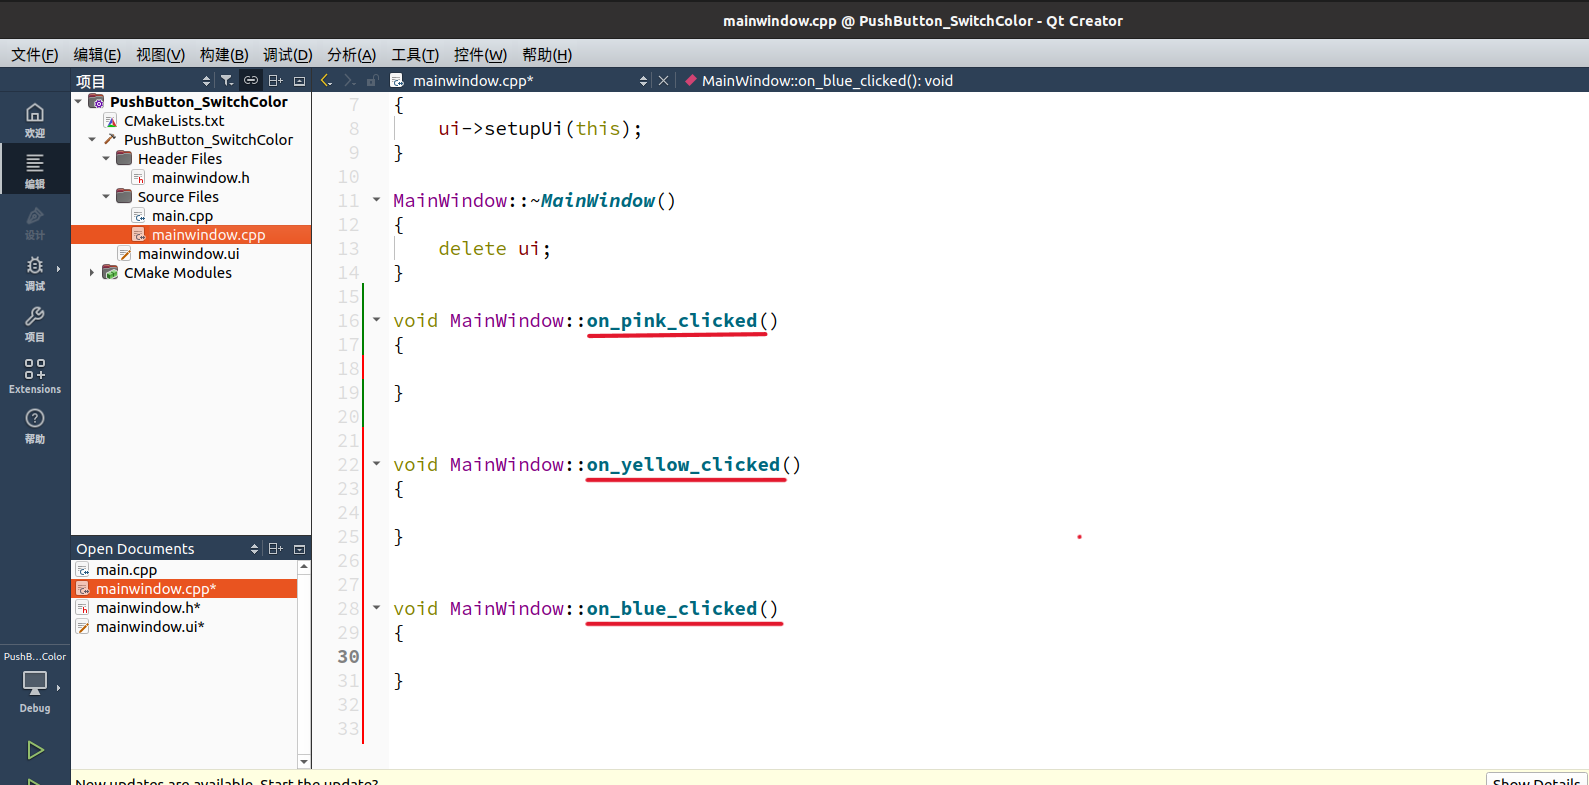 mainwindow.cpp @ PushButton_SwitchColor - Qt Creator
文件(F) 编辑(E) 视图(V) 构建(B) 调试(D) 分析(A) 工具(T) 控件(W) 帮助(H)
项目 mainwindow.cpp* MainWindow::on_blue_clicked(): void
欢迎
编辑
设计
调试
项目
Extensions
帮助
PushButton_SwitchColor
CMakeLists.txt
PushButton_SwitchColor
Header Files
mainwindow.h
Source Files
main.cpp
mainwindow.cpp
mainwindow.ui
CMake Modules
Open Documents
main.cpp
mainwindow.cpp*
mainwindow.h*
mainwindow.ui*
PushB...Color
Debug
7 {
8 ui->setupUi(this);
9 }
10
11 MainWindow::~MainWindow()
12 {
13 delete ui;
14 }
15
16 void MainWindow::on_pink_clicked()
17 {
18
19 }
20
21
22 void MainWindow::on_yellow_clicked()
23 {
24
25 }
26
27
28 void MainWindow::on_blue_clicked()
29 {
30
31 }
32
33
New updates are available. Start the update?
Show Details